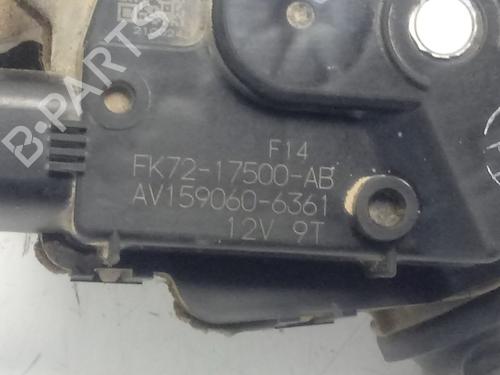 B-PARTS
F14
FK72-17500-AB
AV159060-6361
12V 9T